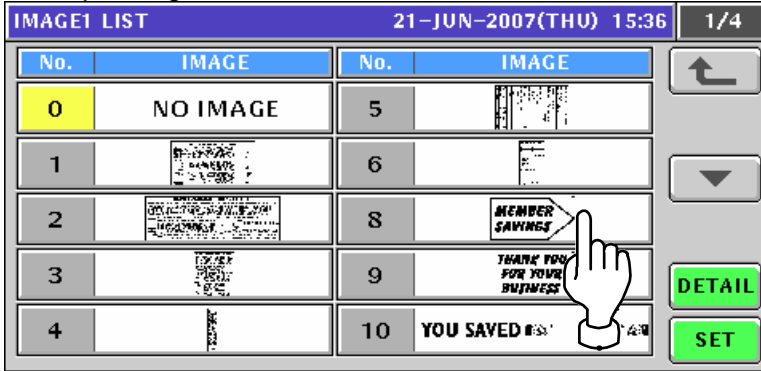 IMAGE1 LIST 21-JUN-2007(THU) 15:36 1/4
No. IMAGE No. IMAGE
0 NO IMAGE 5
1 6
2 8 MEMBER SAVINGS
3 9 THANK YOU FOR YOUR BUSINESS
4 10 YOU SAVED
DETAIL
SET